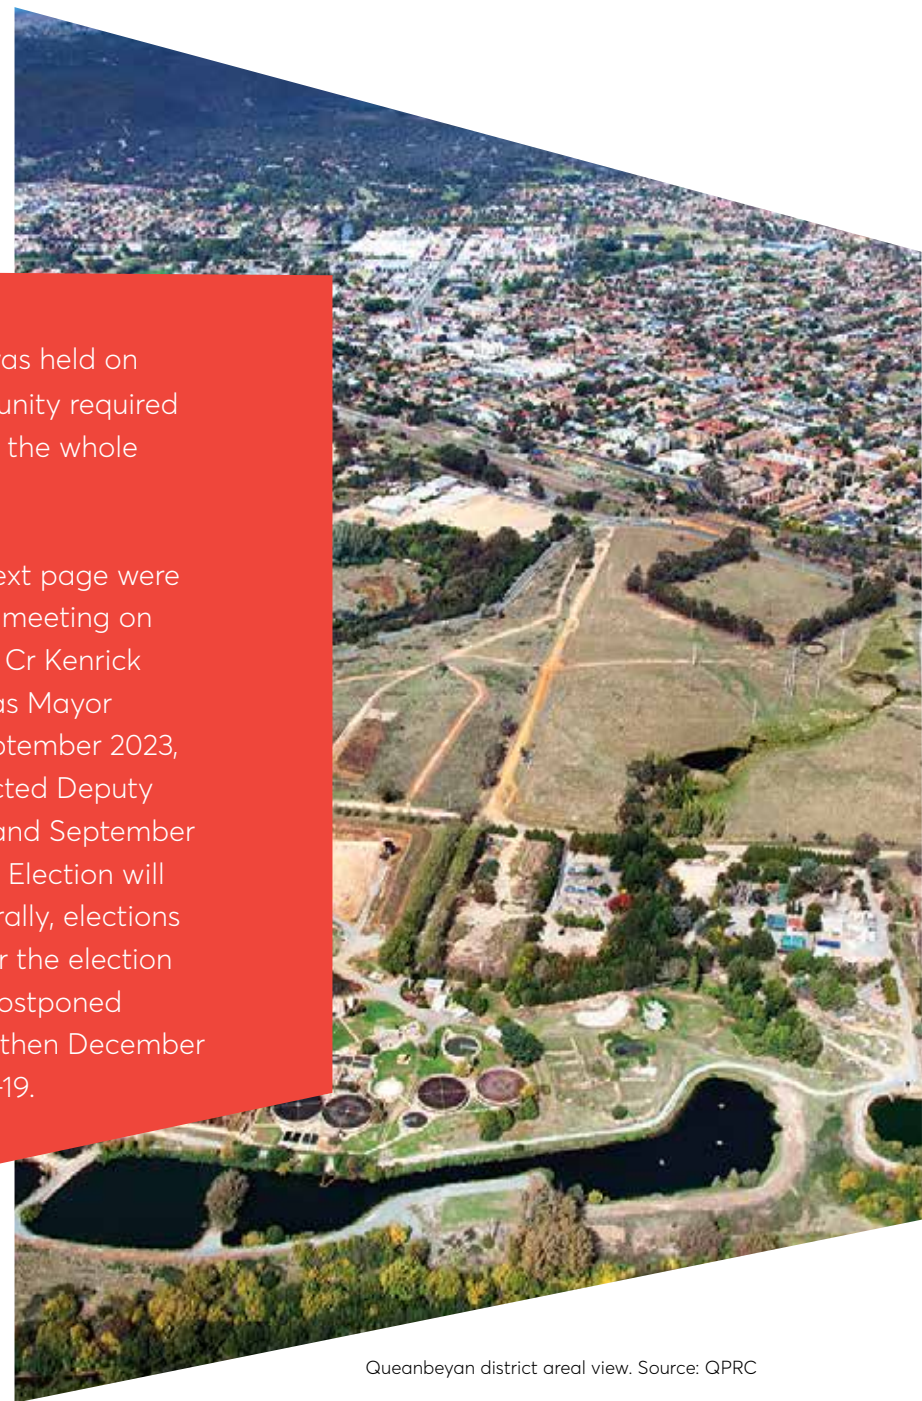 as held on
unity required
the whole
ext page were
meeting on
Cr Kenrick
as Mayor
ptember 2023,
cted Deputy
and September
Election will
rally, elections
r the election
ostponed
then December
-19.
Queanbeyan district areal view. Source: QPRC